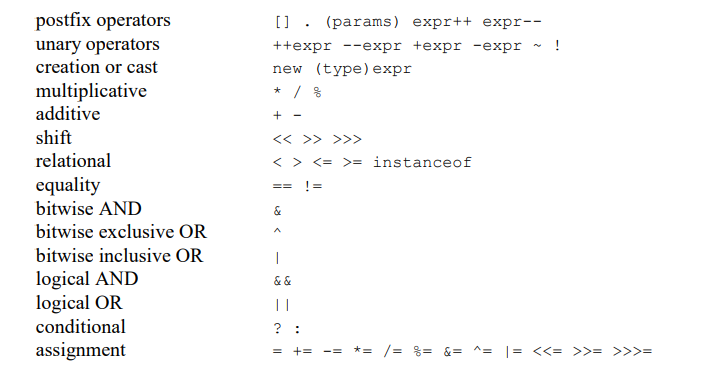 postfix operators [] . (params) expr++ expr--
unary operators ++expr --expr +expr -expr ~ !
creation or cast new (type)expr
multiplicative * / %
additive + -
shift << >> >>>
relational < > <= >= instanceof
equality == !=
bitwise AND &
bitwise exclusive OR ^
bitwise inclusive OR |
logical AND &&
logical OR ||
conditional ? :
assignment = += -= *= /= %= &= ^= |= <<= >>= >>>=